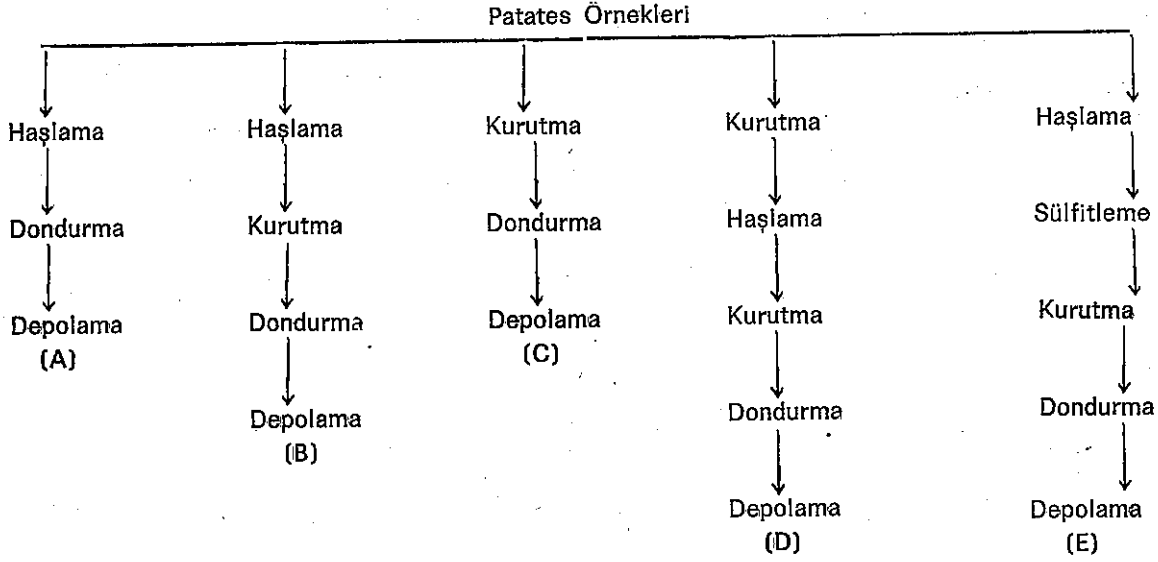 Patates Örnekleri
Haşlama
Dondurma
Depolama
(A)
Haşlama
Kurutma
Dondurma
Depolama
(B)
Kurutma
Dondurma
Depolama
(C)
Kurutma
Haşlama
Kurutma
Dondurma
Depolama
(D)
Haşlama
Sülfitleme
Kurutma
Dondurma
Depolama
(E)